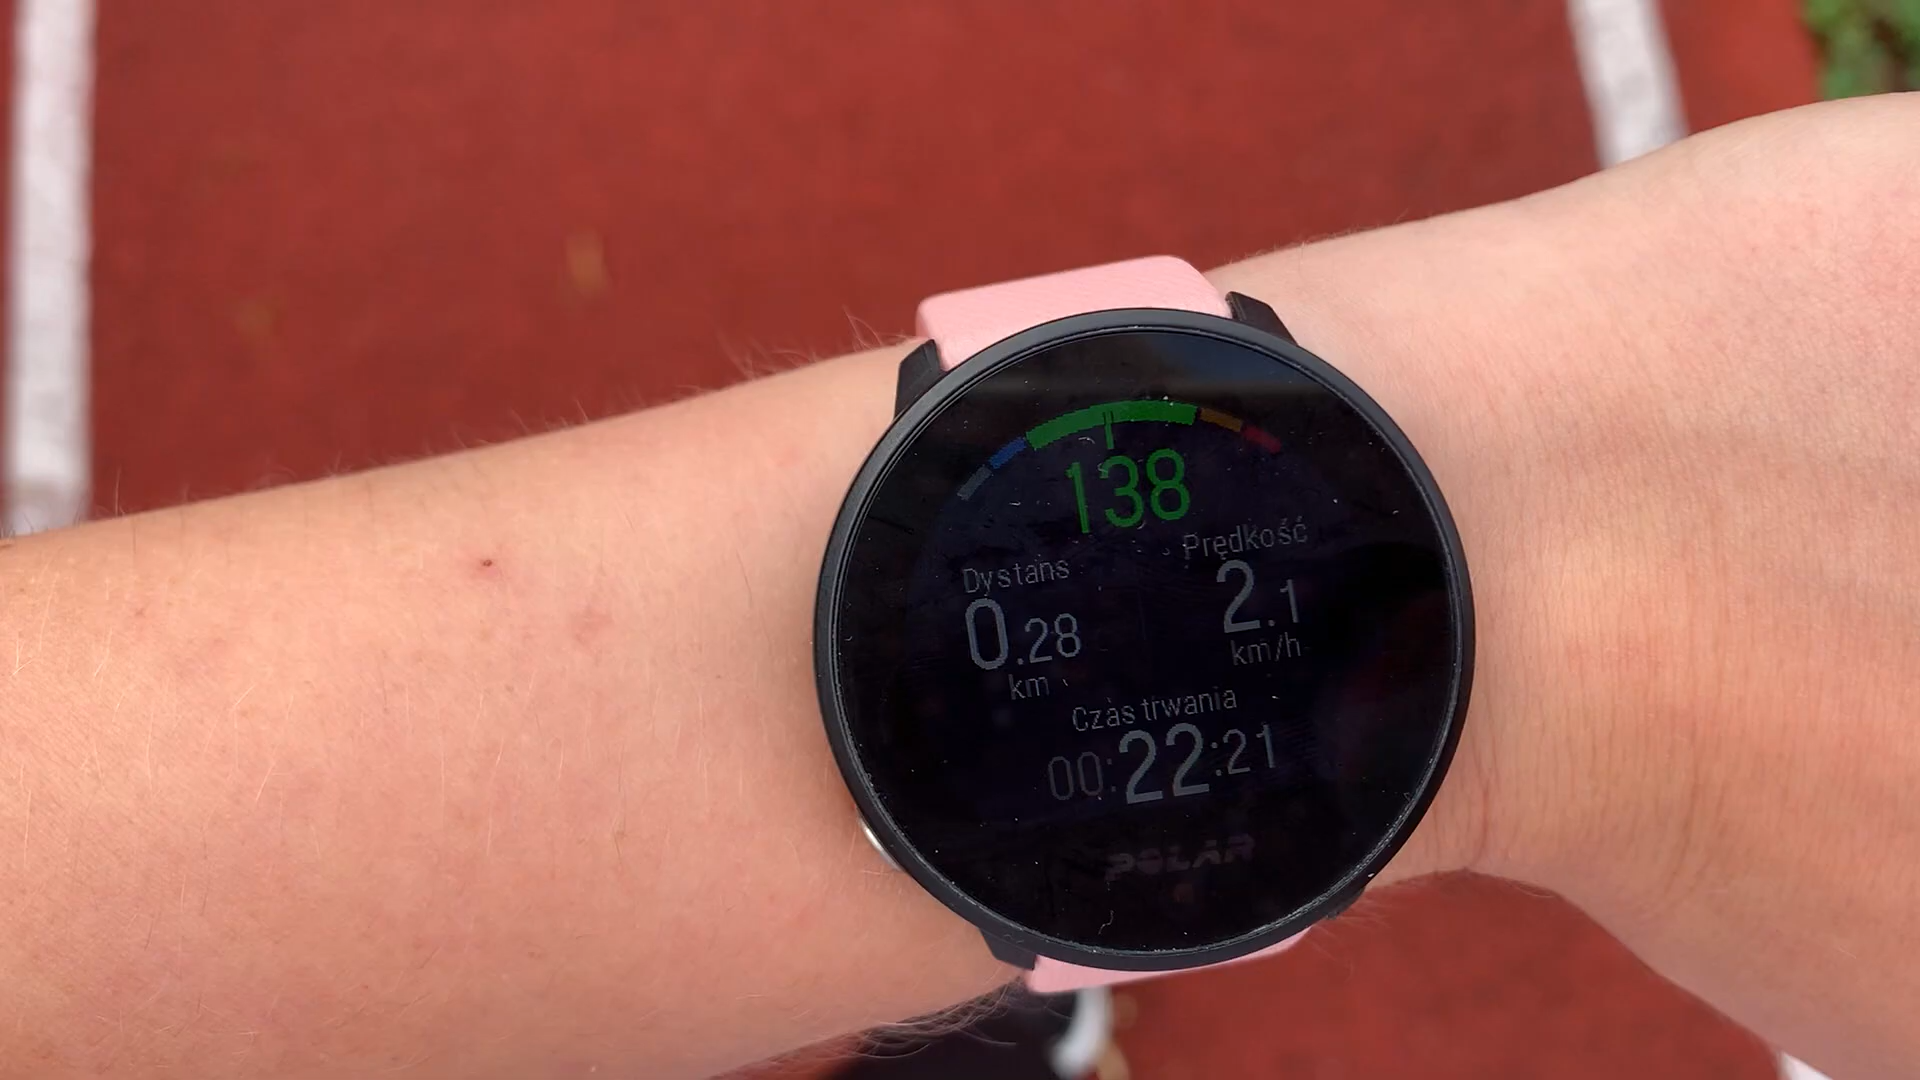 138
Dystans Prędkość
0.28 2.1
km km/h
Czas trwania
00:22:21
POLAR